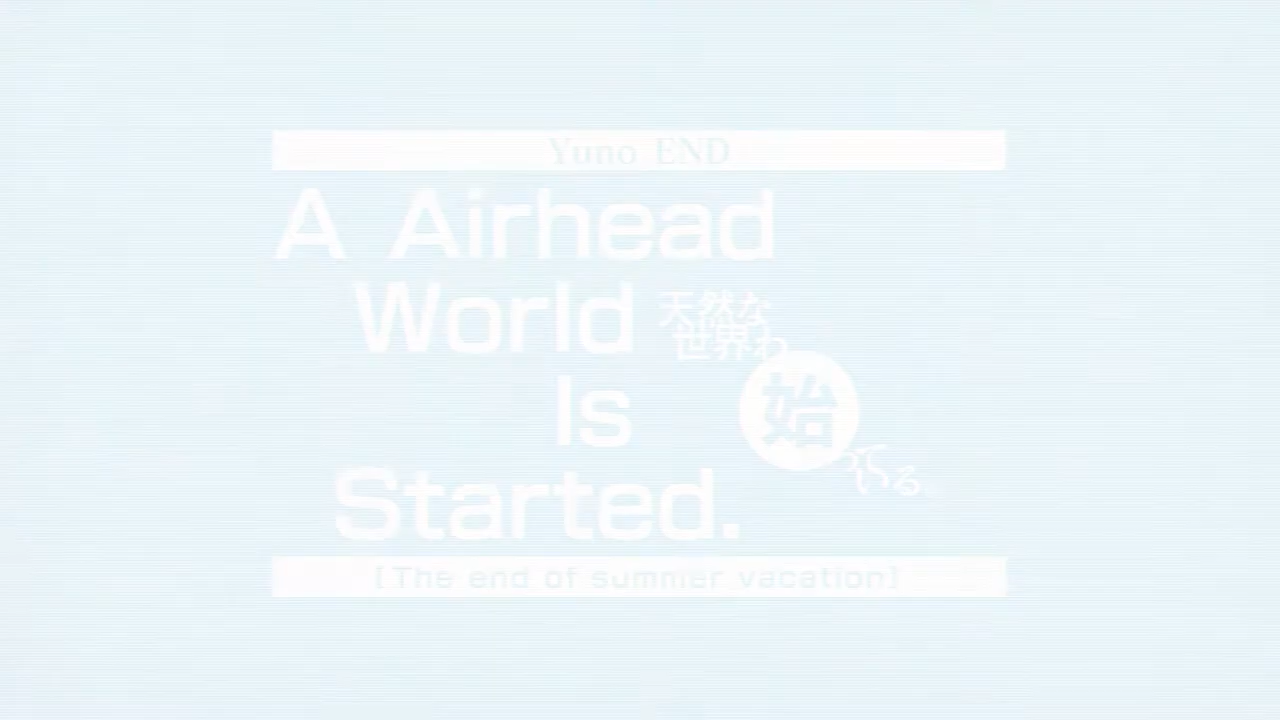 Yuno END
A Airhead
World
天然な
世界わ
Is
始
っている。
Started.
[The end of summer vacation]